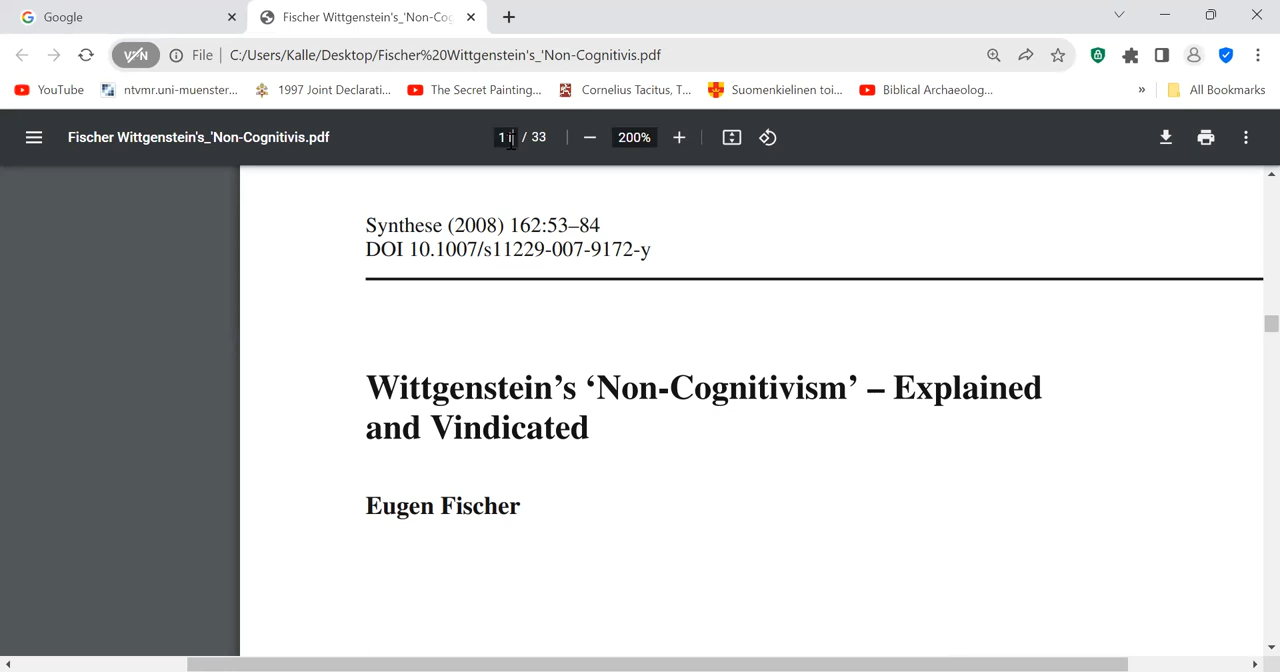 Google
Fischer Wittgenstein's_'Non-Cog
VPN
File
C:/Users/Kalle/Desktop/Fischer%20Wittgenstein's_'Non-Cognitivis.pdf
YouTube
ntvmr.uni-muenster...
1997 Joint Declarati...
The Secret Painting...
Cornelius Tacitus, T...
Suomenkielinen toi...
Biblical Archaeolog...
»
All Bookmarks
Fischer Wittgenstein's_'Non-Cognitivis.pdf
1 / 33
200%
Synthese (2008) 162:53–84
DOI 10.1007/s11229-007-9172-y
Wittgenstein’s ‘Non-Cognitivism’ – Explained
and Vindicated
Eugen Fischer